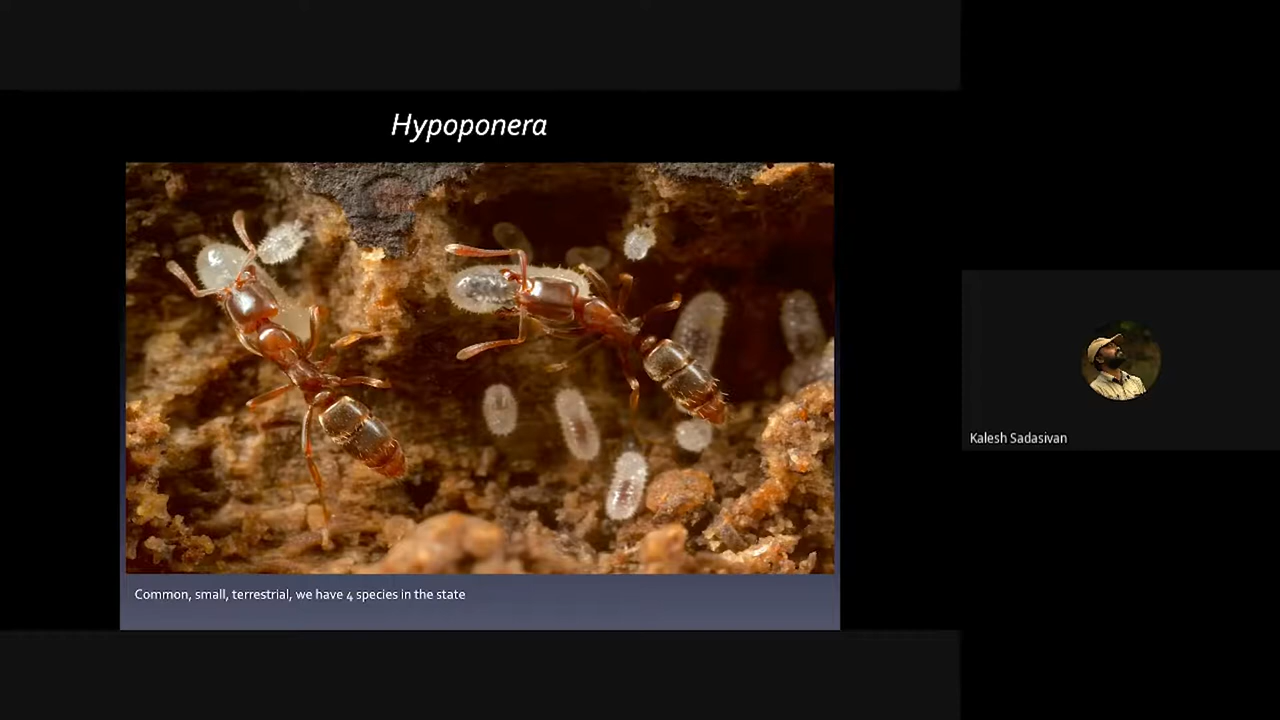 Hypoponera
Common, small, terrestrial, we have 4 species in the state
Kalesh Sadasivan